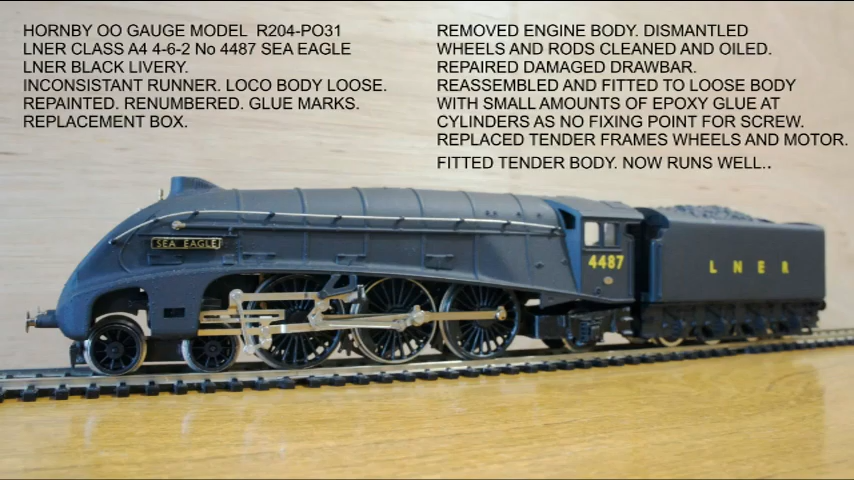 HORNBY OO GAUGE MODEL R204-PO31
LNER CLASS A4 4-6-2 No 4487 SEA EAGLE
LNER BLACK LIVERY.
INCONSISTANT RUNNER. LOCO BODY LOOSE.
REPAINTED. RENUMBERED. GLUE MARKS.
REPLACEMENT BOX.
REMOVED ENGINE BODY. DISMANTLED
WHEELS AND RODS CLEANED AND OILED.
REPAIRED DAMAGED DRAWBAR.
REASSEMBLED AND FITTED TO LOOSE BODY
WITH SMALL AMOUNTS OF EPOXY GLUE AT
CYLINDERS AS NO FIXING POINT FOR SCREW.
REPLACED TENDER FRAMES WHEELS AND MOTOR.
FITTED TENDER BODY. NOW RUNS WELL..
SEA EAGLE
4487
L N E R